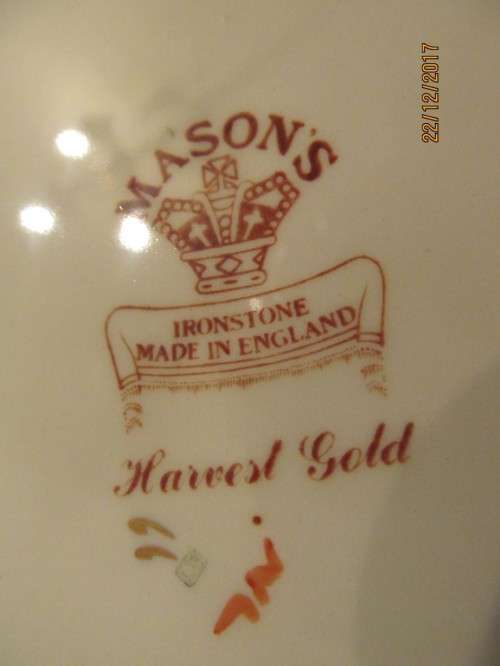 22/12/2017
MASON'S
IRONSTONE
MADE IN ENGLAND
Harvest Gold